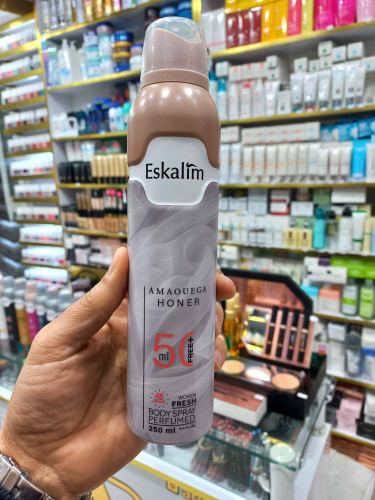 Eskalim
AMAOUEGA
HONER
50
ml
FREE+
WOMEN
FRESH
BODY SPRAY
PERFUMED
250 ml